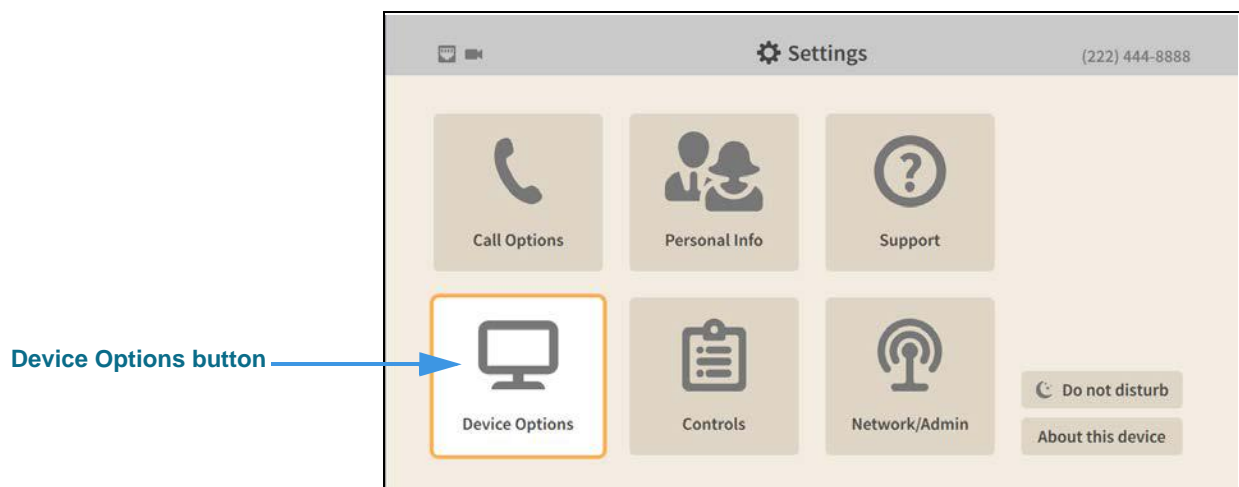 Settings
(222) 444-8888
Call Options
Personal Info
Support
Device Options button
Device Options
Controls
Network/Admin
Do not disturb
About this device